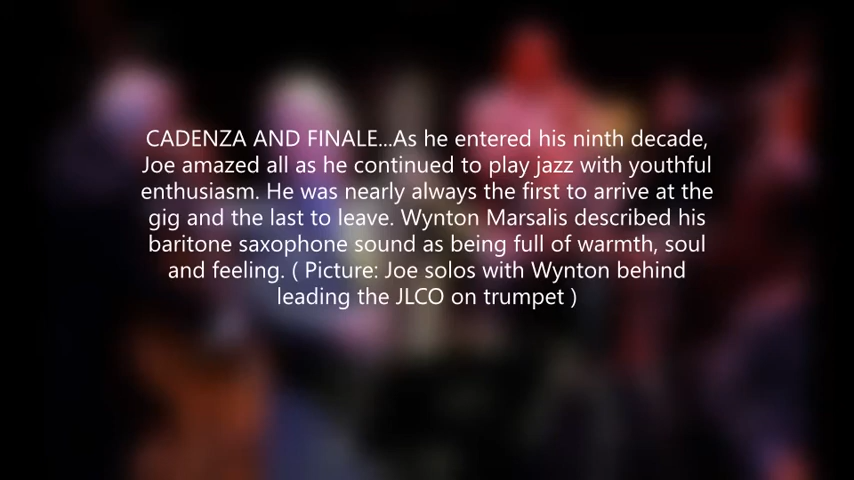 CADENZA AND FINALE...As he entered his ninth decade,
Joe amazed all as he continued to play jazz with youthful
enthusiasm. He was nearly always the first to arrive at the
gig and the last to leave. Wynton Marsalis described his
baritone saxophone sound as being full of warmth, soul
and feeling. ( Picture: Joe solos with Wynton behind
leading the JLCO on trumpet )